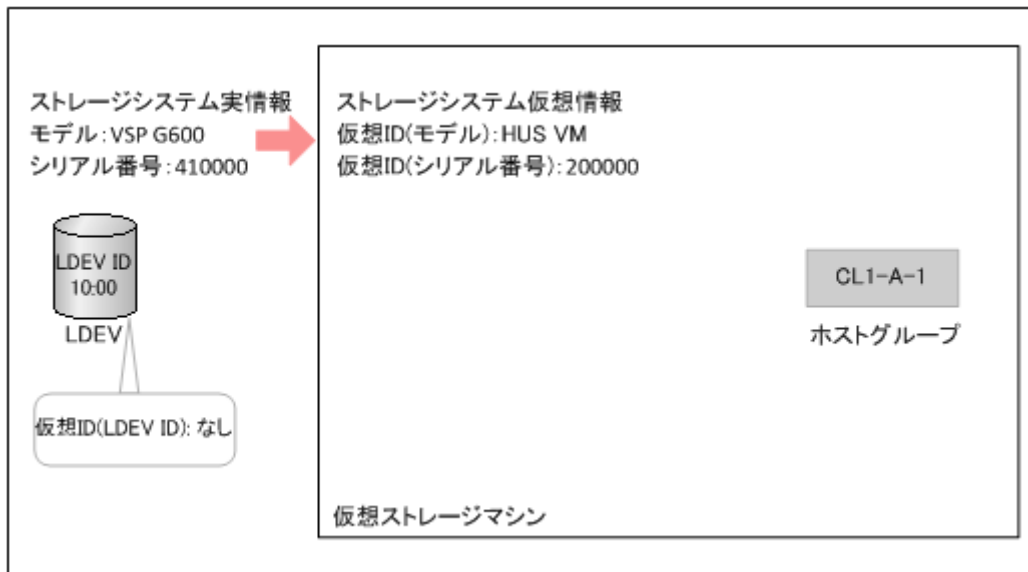 ストレージシステム実情報
モデル:VSP G600
シリアル番号:410000
ストレージシステム仮想情報
仮想ID(モデル):HUS VM
仮想ID(シリアル番号):200000
LDEV ID
10:00
LDEV
仮想ID(LDEV ID): なし
CL1-A-1
ホストグループ
仮想ストレージマシン